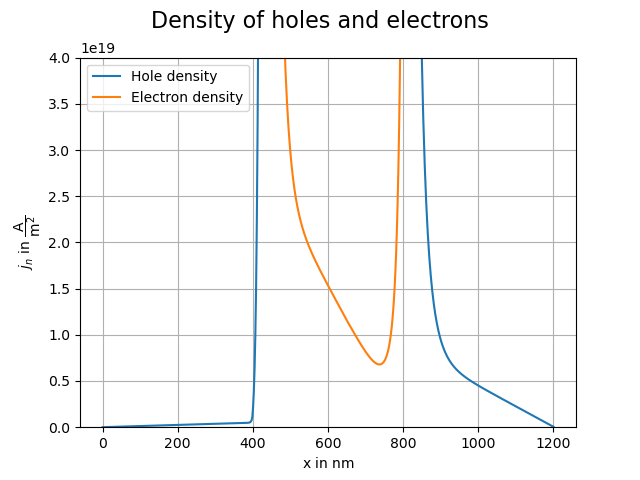 Density of holes and electrons
1e19
4.0
3.5
3.0
2.5
2.0
1.5
1.0
0.5
0.0
Hole density
Electron density
j_n in A/m²
0 200 400 600 800 1000 1200
x in nm